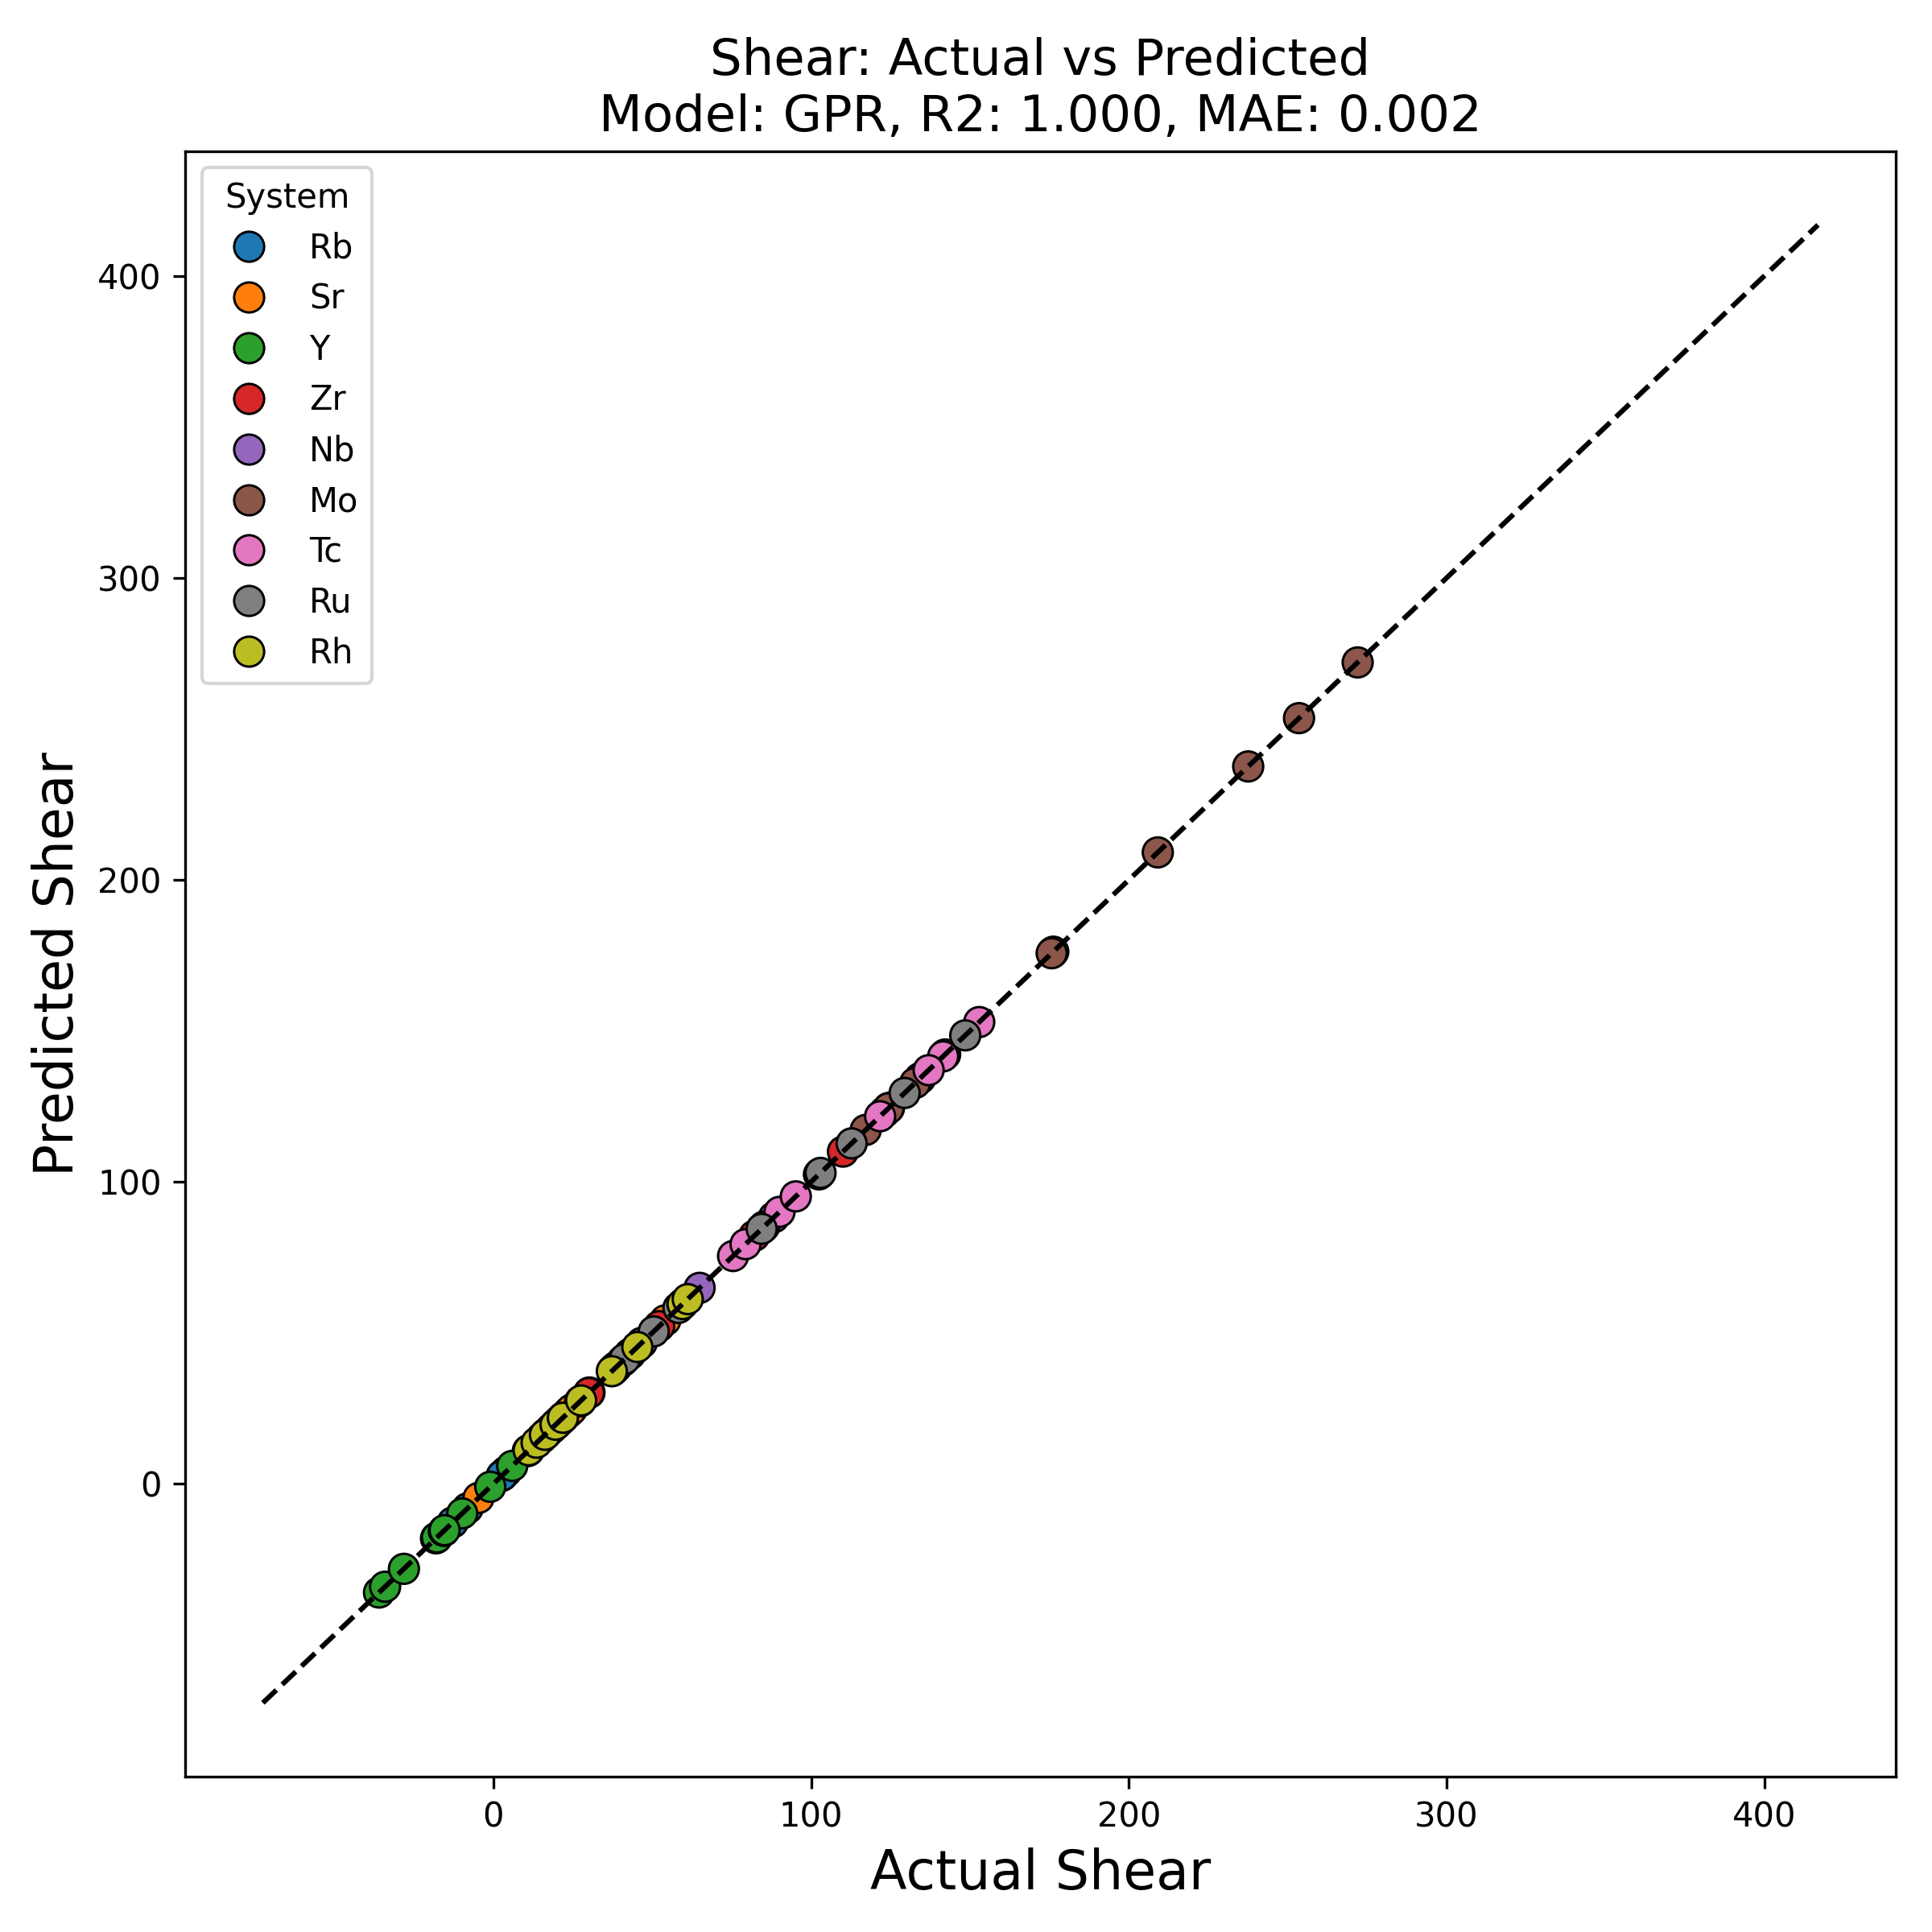 Shear: Actual vs Predicted
Model: GPR, R2: 1.000, MAE: 0.002
System
Rb
Sr
Y
Zr
Nb
Mo
Tc
Ru
Rh
400
300
200
100
0
Predicted Shear
0 100 200 300 400
Actual Shear